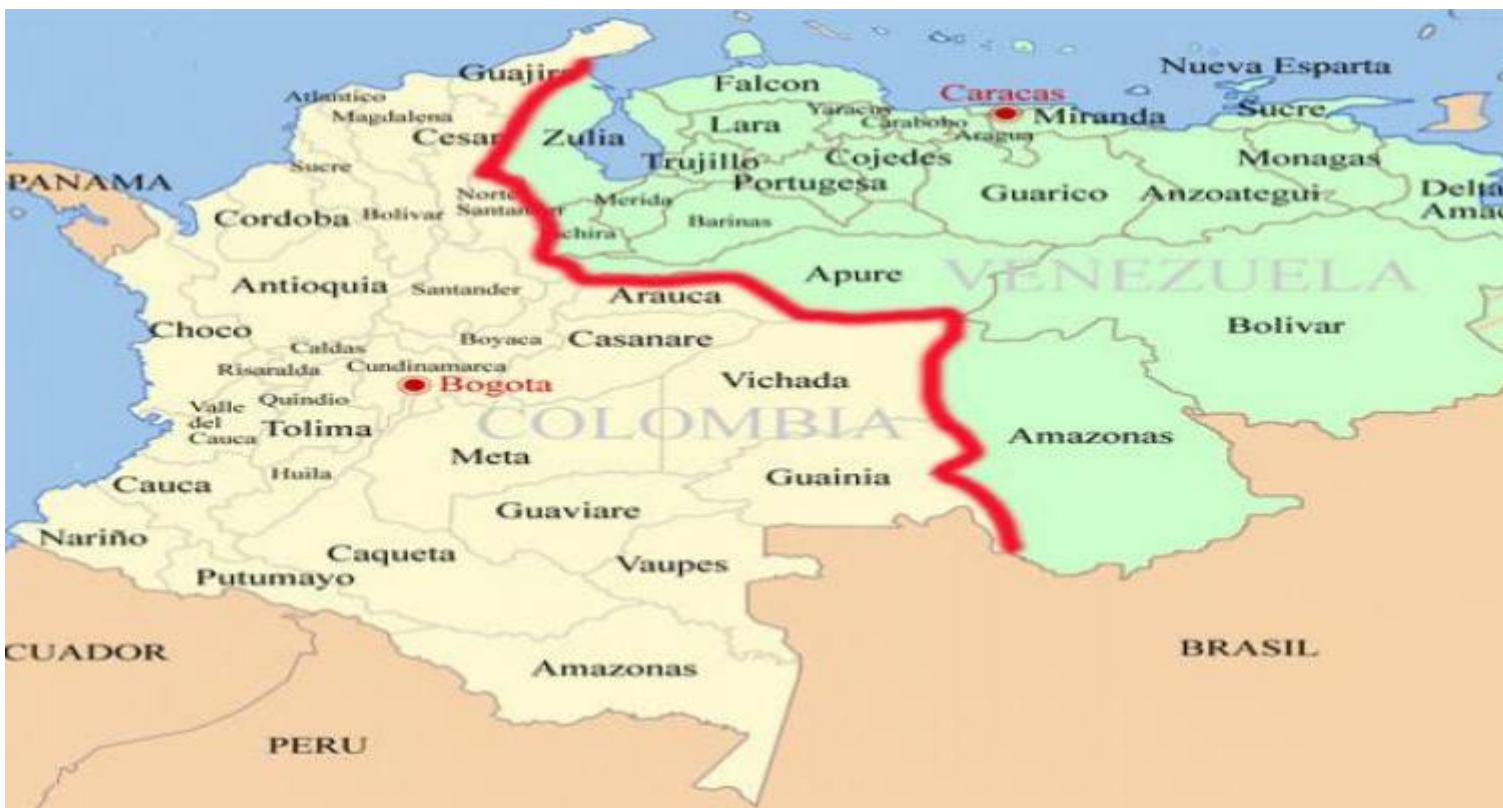 Nueva Esparta
Guajira
Falcon
Caracas
Atlantico
Magdalena
Yaracuy
Carabobo
Miranda
Sucre
Cesar
Zulia
Lara
Aragua
Sucre
Trujillo
Cojedes
Monagas
PANAMA
Portugesa
Guarico
Anzoategui
Delta
Amac
Norte
Santander
Merida
Cordoba
Bolivar
Barinas
chira
Antioquia
Santander
Arauca
Apure
VENEZUELA
Choco
Boyaca
Casanare
Bolivar
Caldas
Risaralda
Cundinamarca
Bogota
Vichada
Valle
del
Cauca
Quindio
Tolima
COLOMBIA
Amazonas
Huila
Meta
Guainia
Cauca
Guaviare
Nariño
Caqueta
Vaupes
Putumayo
CUADOR
Amazonas
BRASIL
PERU